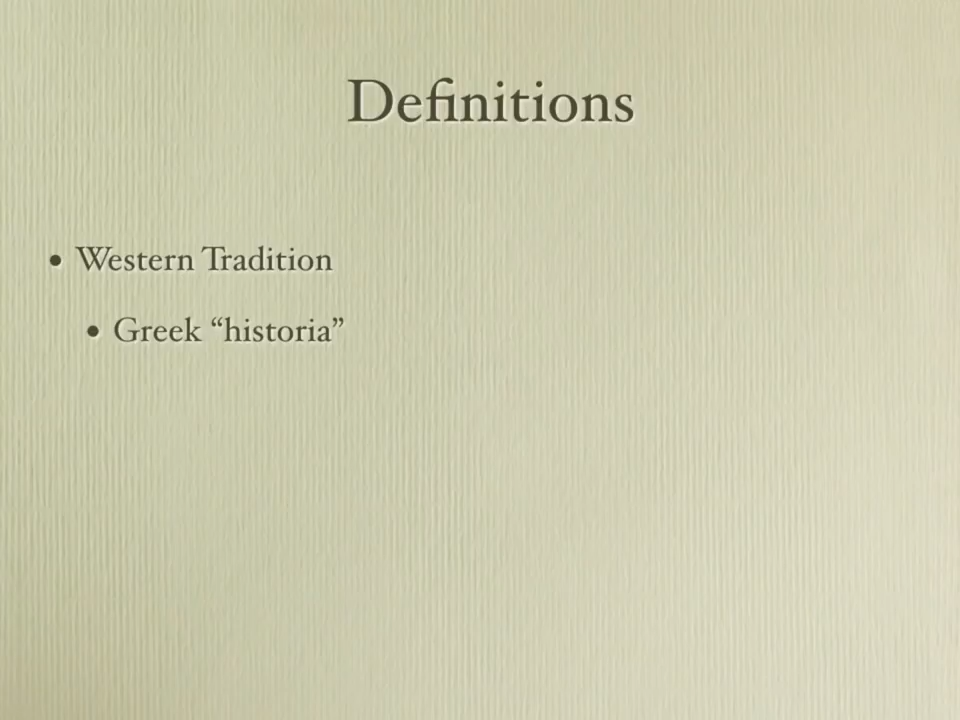 Definitions
• Western Tradition
• Greek “historia”